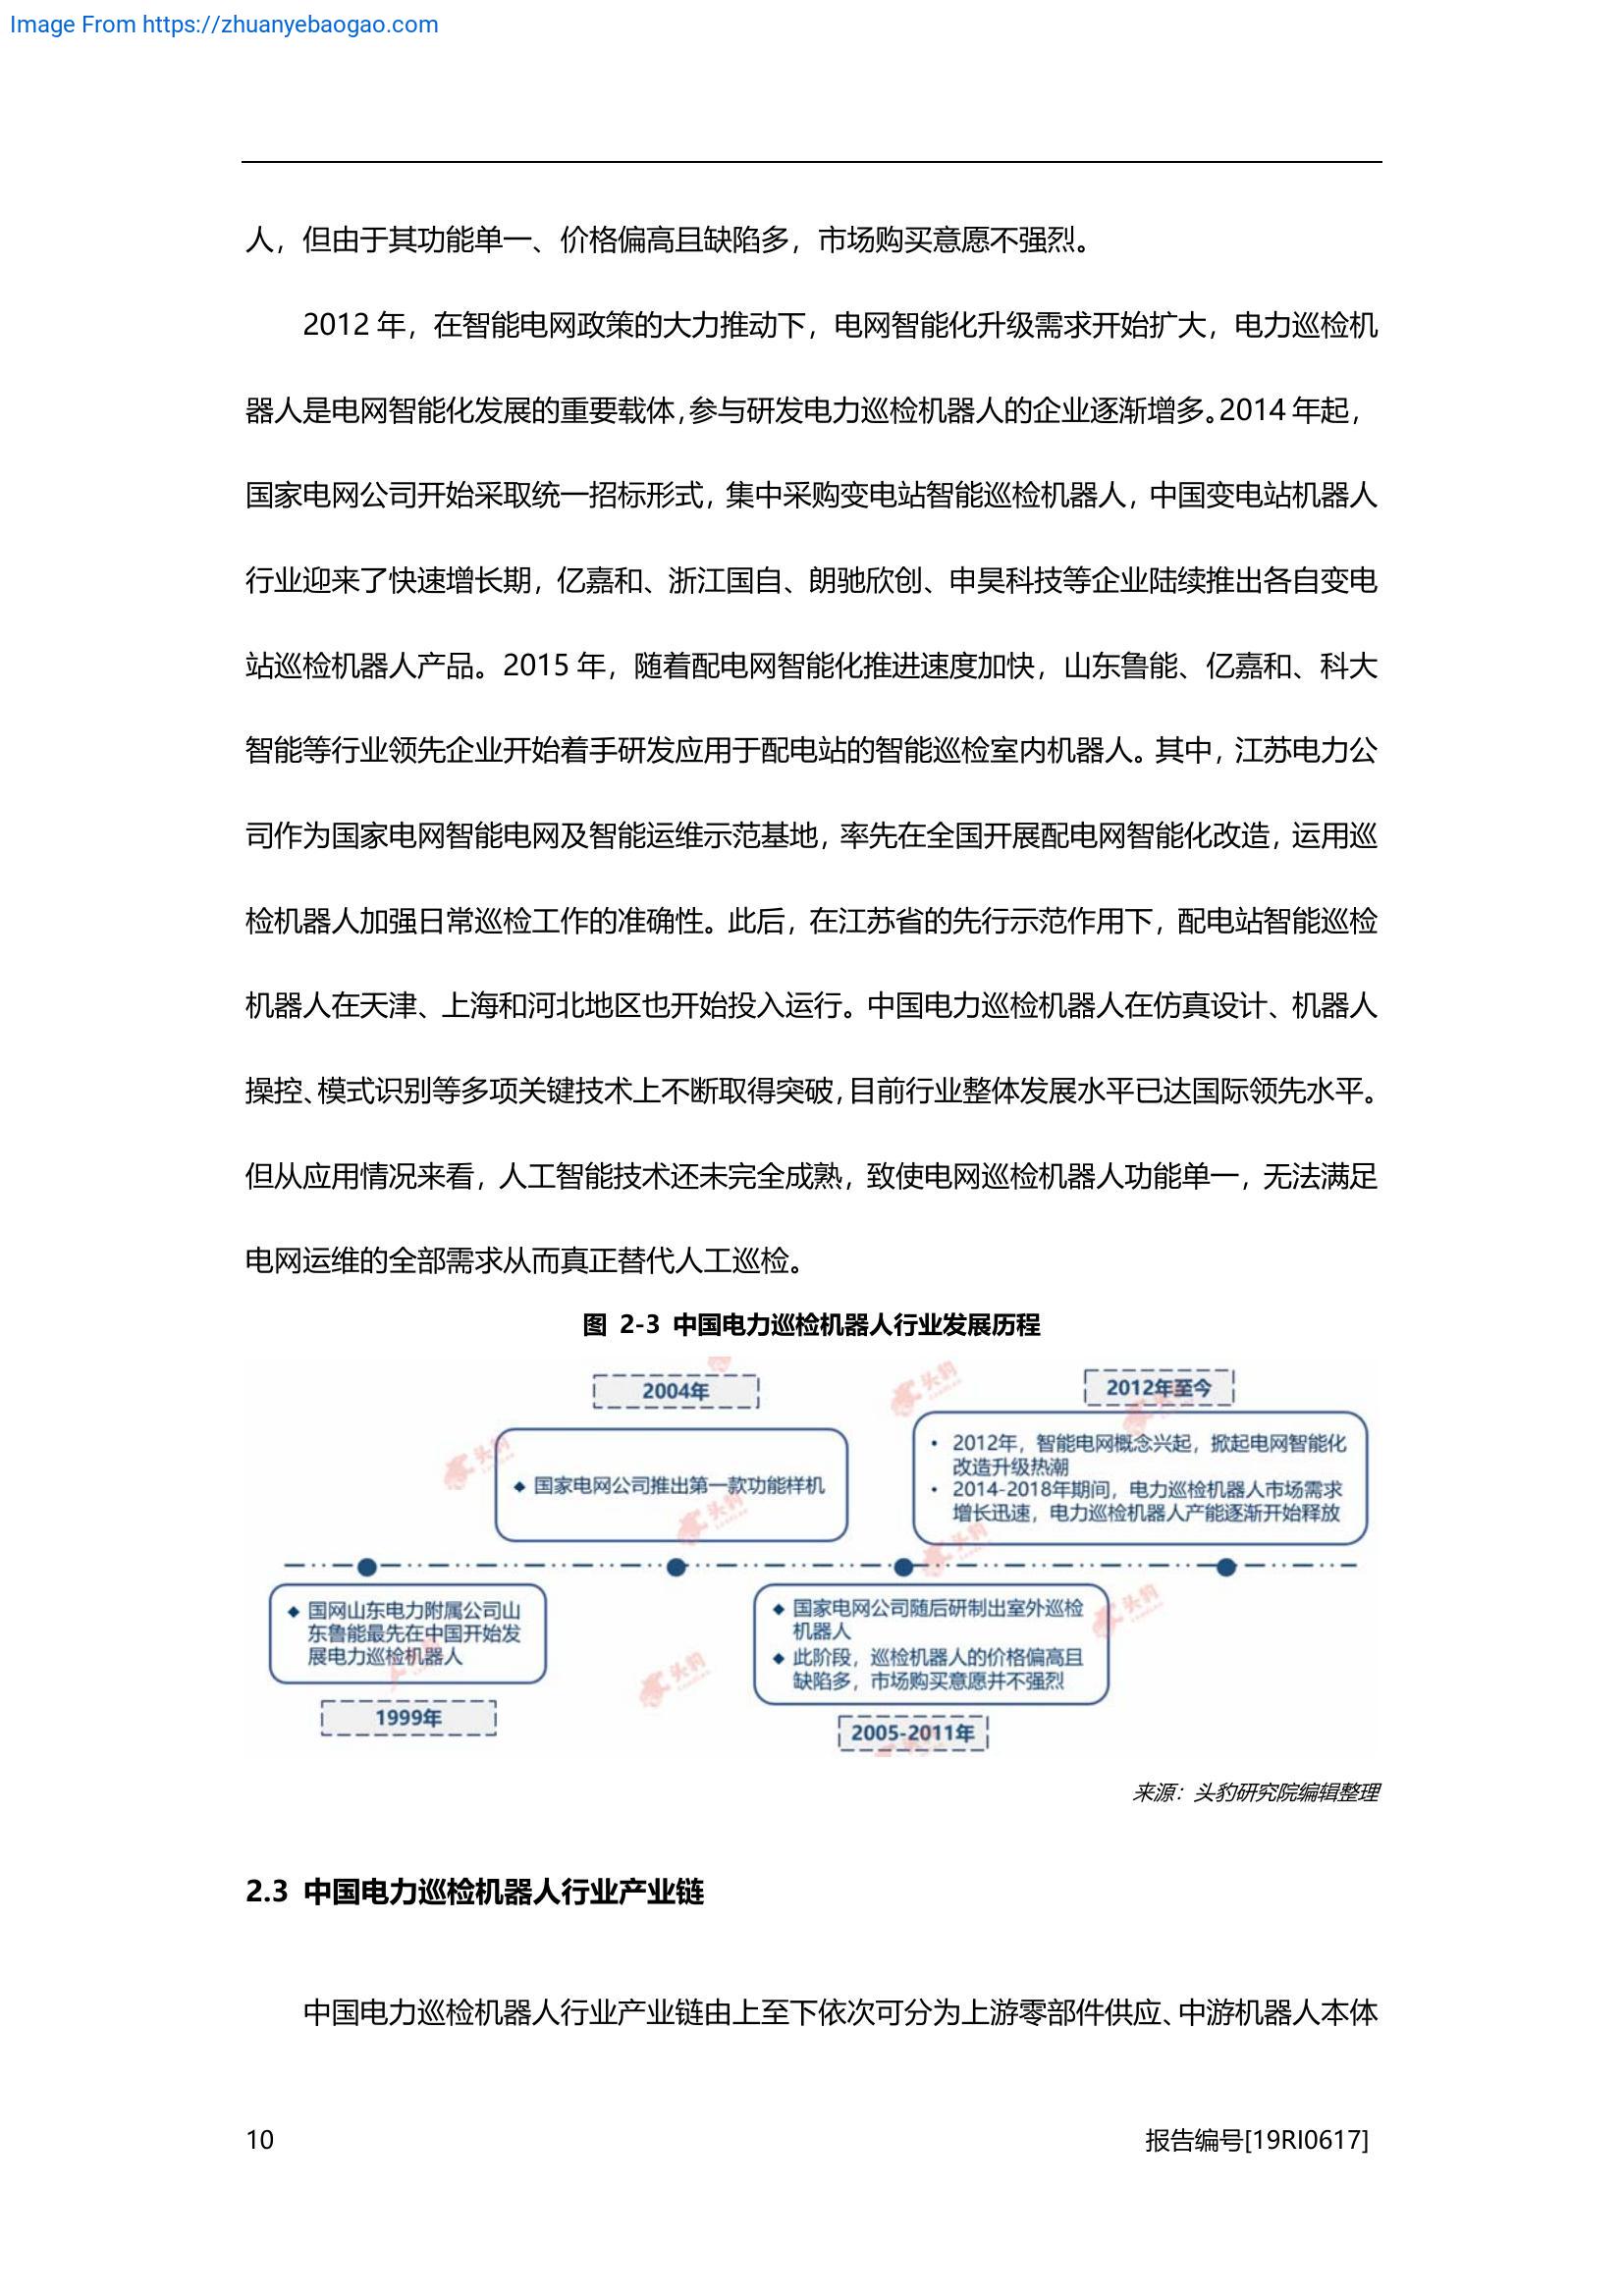 Image From https://zhuanyebaogao.com
人，但由于其功能单一、价格偏高且缺陷多，市场购买意愿不强烈。
2012 年，在智能电网政策的大力推动下，电网智能化升级需求开始扩大，电力巡检机
器人是电网智能化发展的重要载体，参与研发电力巡检机器人的企业逐渐增多。2014 年起，
国家电网公司开始采取统一招标形式，集中采购变电站智能巡检机器人，中国变电站机器人
行业迎来了快速增长期，亿嘉和、浙江国自、朗驰欣创、申昊科技等企业陆续推出各自变电
站巡检机器人产品。2015 年，随着配电网智能化推进速度加快，山东鲁能、亿嘉和、科大
智能等行业领先企业开始着手研发应用于配电站的智能巡检室内机器人。其中，江苏电力公
司作为国家电网智能电网及智能运维示范基地，率先在全国开展配电网智能化改造，运用巡
检机器人加强日常巡检工作的准确性。此后，在江苏省的先行示范作用下，配电站智能巡检
机器人在天津、上海和河北地区也开始投入运行。中国电力巡检机器人在仿真设计、机器人
操控、模式识别等多项关键技术上不断取得突破，目前行业整体发展水平已达国际领先水平。
但从应用情况来看，人工智能技术还未完全成熟，致使电网巡检机器人功能单一，无法满足
电网运维的全部需求从而真正替代人工巡检。
图 2-3 中国电力巡检机器人行业发展历程
2004年
◆ 国家电网公司推出第一款功能样机
2012年至今
• 2012年，智能电网概念兴起，掀起电网智能化
改造升级热潮
• 2014-2018年期间，电力巡检机器人市场需求
增长迅速，电力巡检机器人产能逐渐开始释放
◆ 国网山东电力附属公司山
东鲁能最先在中国开始发
展电力巡检机器人
1999年
◆ 国家电网公司随后研制出室外巡检
机器人
◆ 此阶段，巡检机器人的价格偏高且
缺陷多，市场购买意愿并不强烈
2005-2011年
头豹
头豹
头豹
头豹
头豹
头豹
来源：头豹研究院编辑整理
2.3 中国电力巡检机器人行业产业链
中国电力巡检机器人行业产业链由上至下依次可分为上游零部件供应、中游机器人本体
10
报告编号[19RI0617]